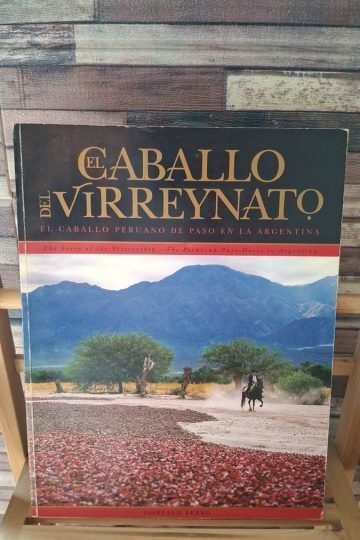 EL CABALLO
DEL VIRREYNATO
EL CABALLO PERUANO DE PASO EN LA ARGENTINA
The horse of the Viceroyship - The Peruvian Paso Horse in Argentina
GONZALO BERRO